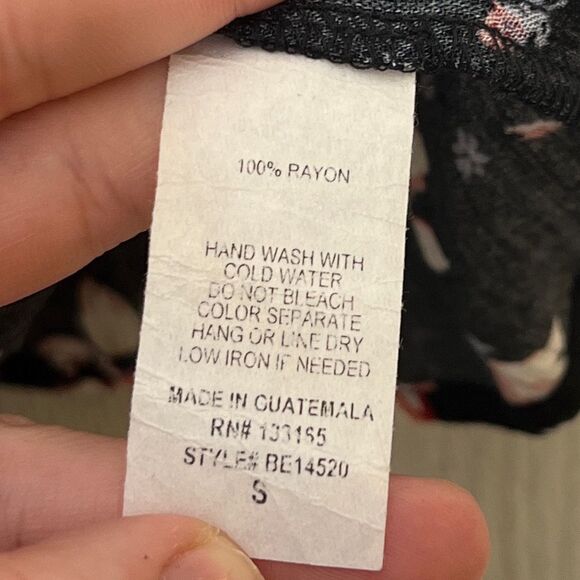 100% RAYON
HAND WASH WITH
COLD WATER
DO NOT BLEACH
COLOR SEPARATE
HANG OR LINE DRY
LOW IRON IF NEEDED
MADE IN GUATEMALA
RN# 133165
STYLE# BE14520
S